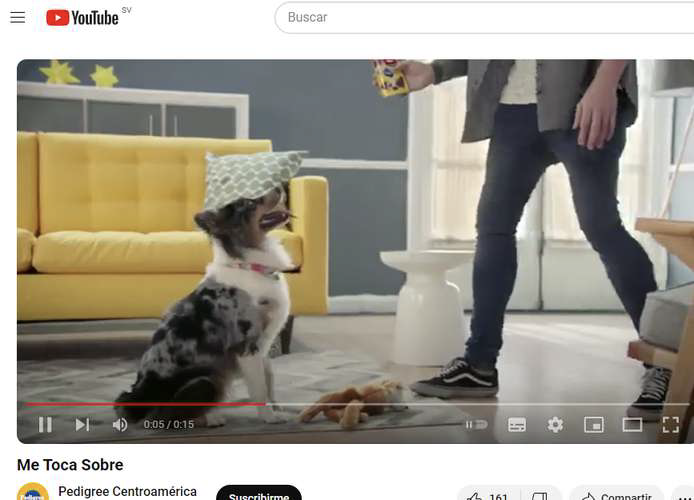 YouTube SV
Buscar
0:05 / 0:15
Me Toca Sobre
Pedigree Centroamérica
Suscribirme
161
Compartir